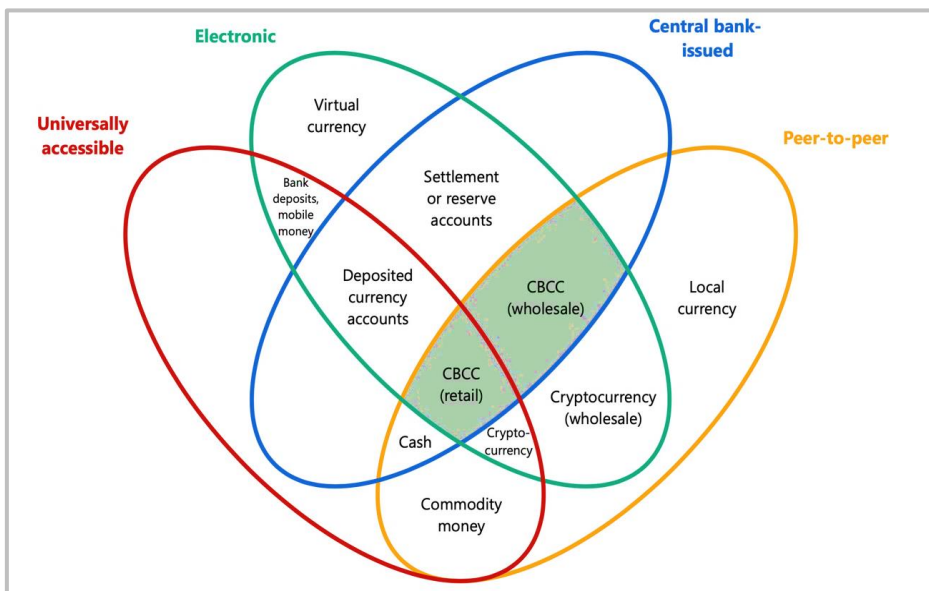 Electronic
Central bank-
issued
Universally
accessible
Peer-to-peer
Virtual
currency
Bank
deposits,
mobile
money
Settlement
or reserve
accounts
Deposited
currency
accounts
CBCC
(wholesale)
Local
currency
CBCC
(retail)
Cryptocurrency
(wholesale)
Cash
Crypto-
currency
Commodity
money